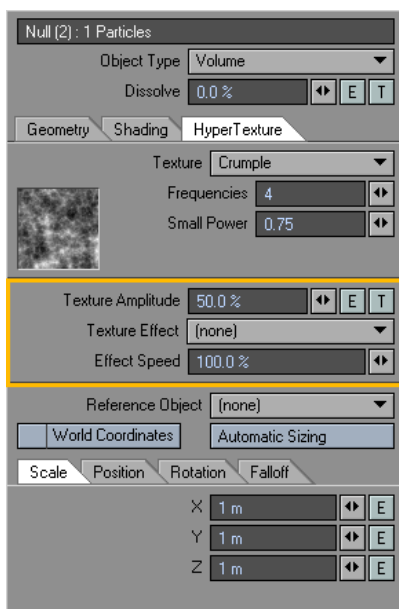 Null (2) : 1 Particles
Object Type Volume
Dissolve 0.0 % E T
Geometry Shading HyperTexture
Texture Crumple
Frequencies 4
Small Power 0.75
Texture Amplitude 50.0 % E T
Texture Effect (none)
Effect Speed 100.0 %
Reference Object (none)
World Coordinates Automatic Sizing
Scale Position Rotation Falloff
X 1 m E
Y 1 m E
Z 1 m E